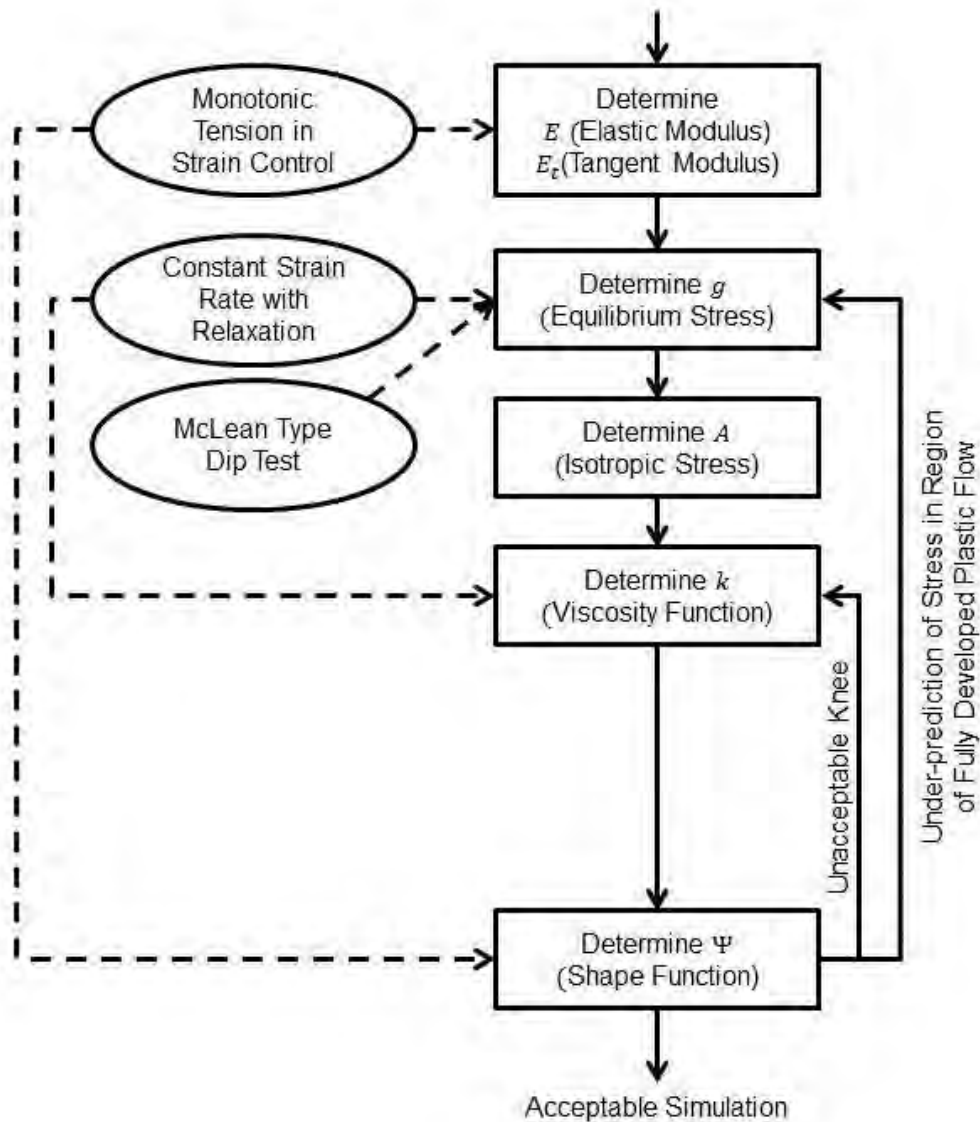 Monotonic
Tension in
Strain Control
Determine
E (Elastic Modulus)
E_t(Tangent Modulus)
Constant Strain
Rate with
Relaxation
Determine g
(Equilibrium Stress)
McLean Type
Dip Test
Determine A
(Isotropic Stress)
Determine k
(Viscosity Function)
Unacceptable Knee
Under-prediction of Stress in Region
of Fully Developed Plastic Flow
Determine Ψ
(Shape Function)
Acceptable Simulation